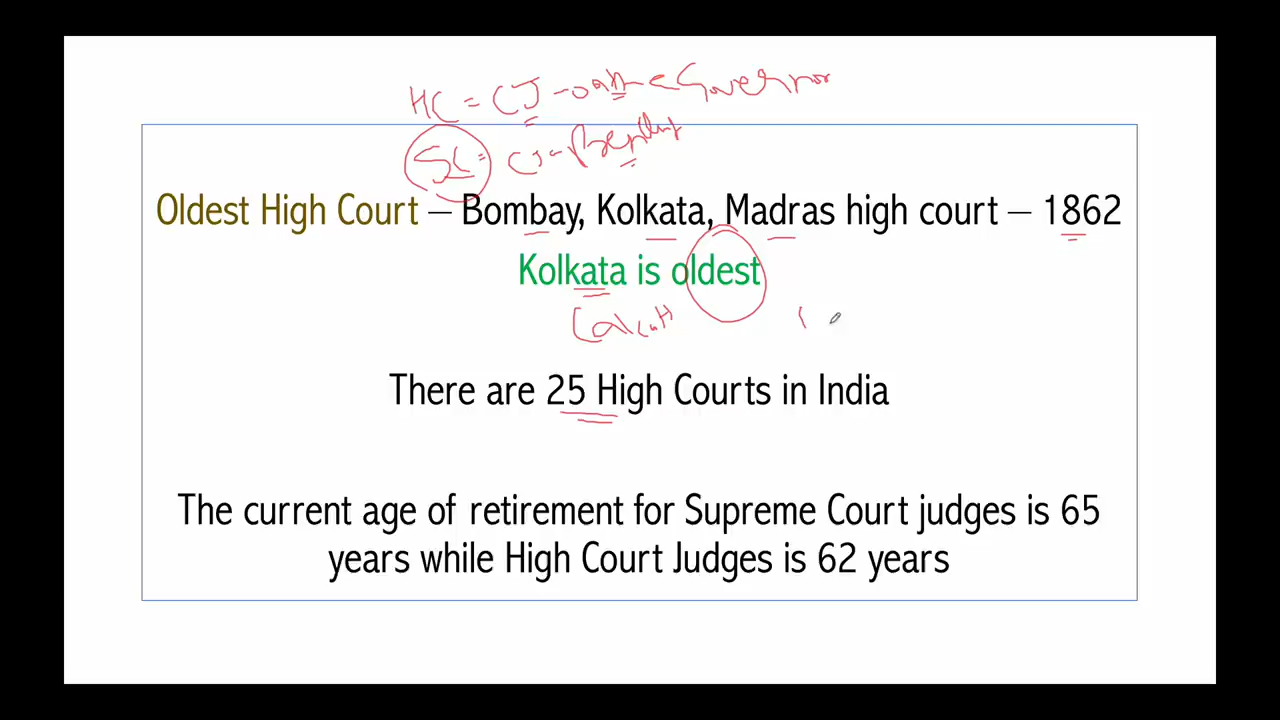 HC = CJ - oath - Governor
SC = CJ -
Oldest High Court – Bombay, Kolkata, Madras high court – 1862
Kolkata is oldest
There are 25 High Courts in India
The current age of retirement for Supreme Court judges is 65
years while High Court Judges is 62 years